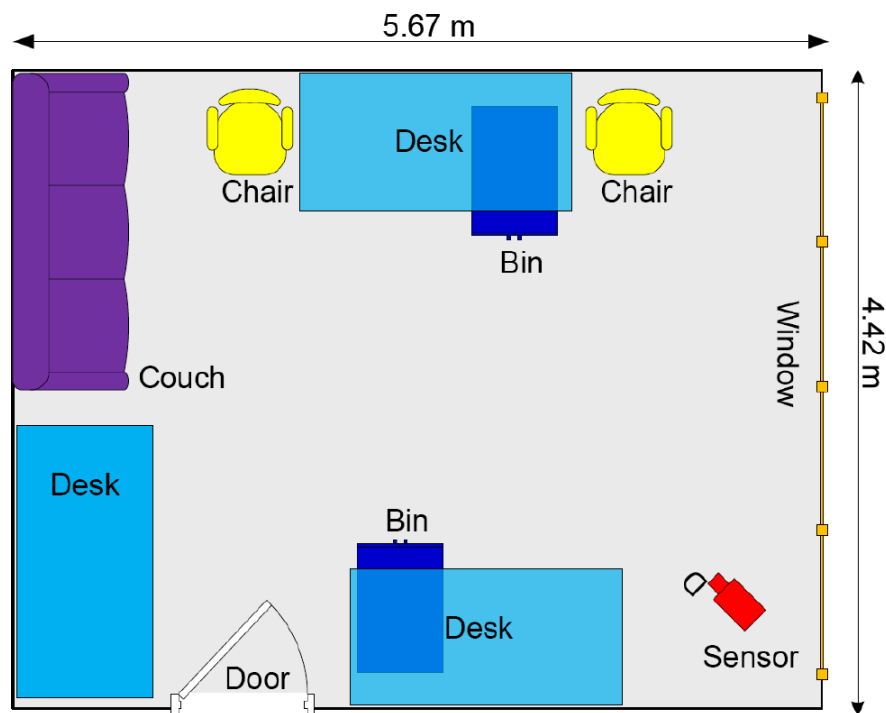 5.67 m
Desk
Chair
Chair
Bin
Window
4.42 m
Couch
Desk
Bin
Desk
Sensor
Door